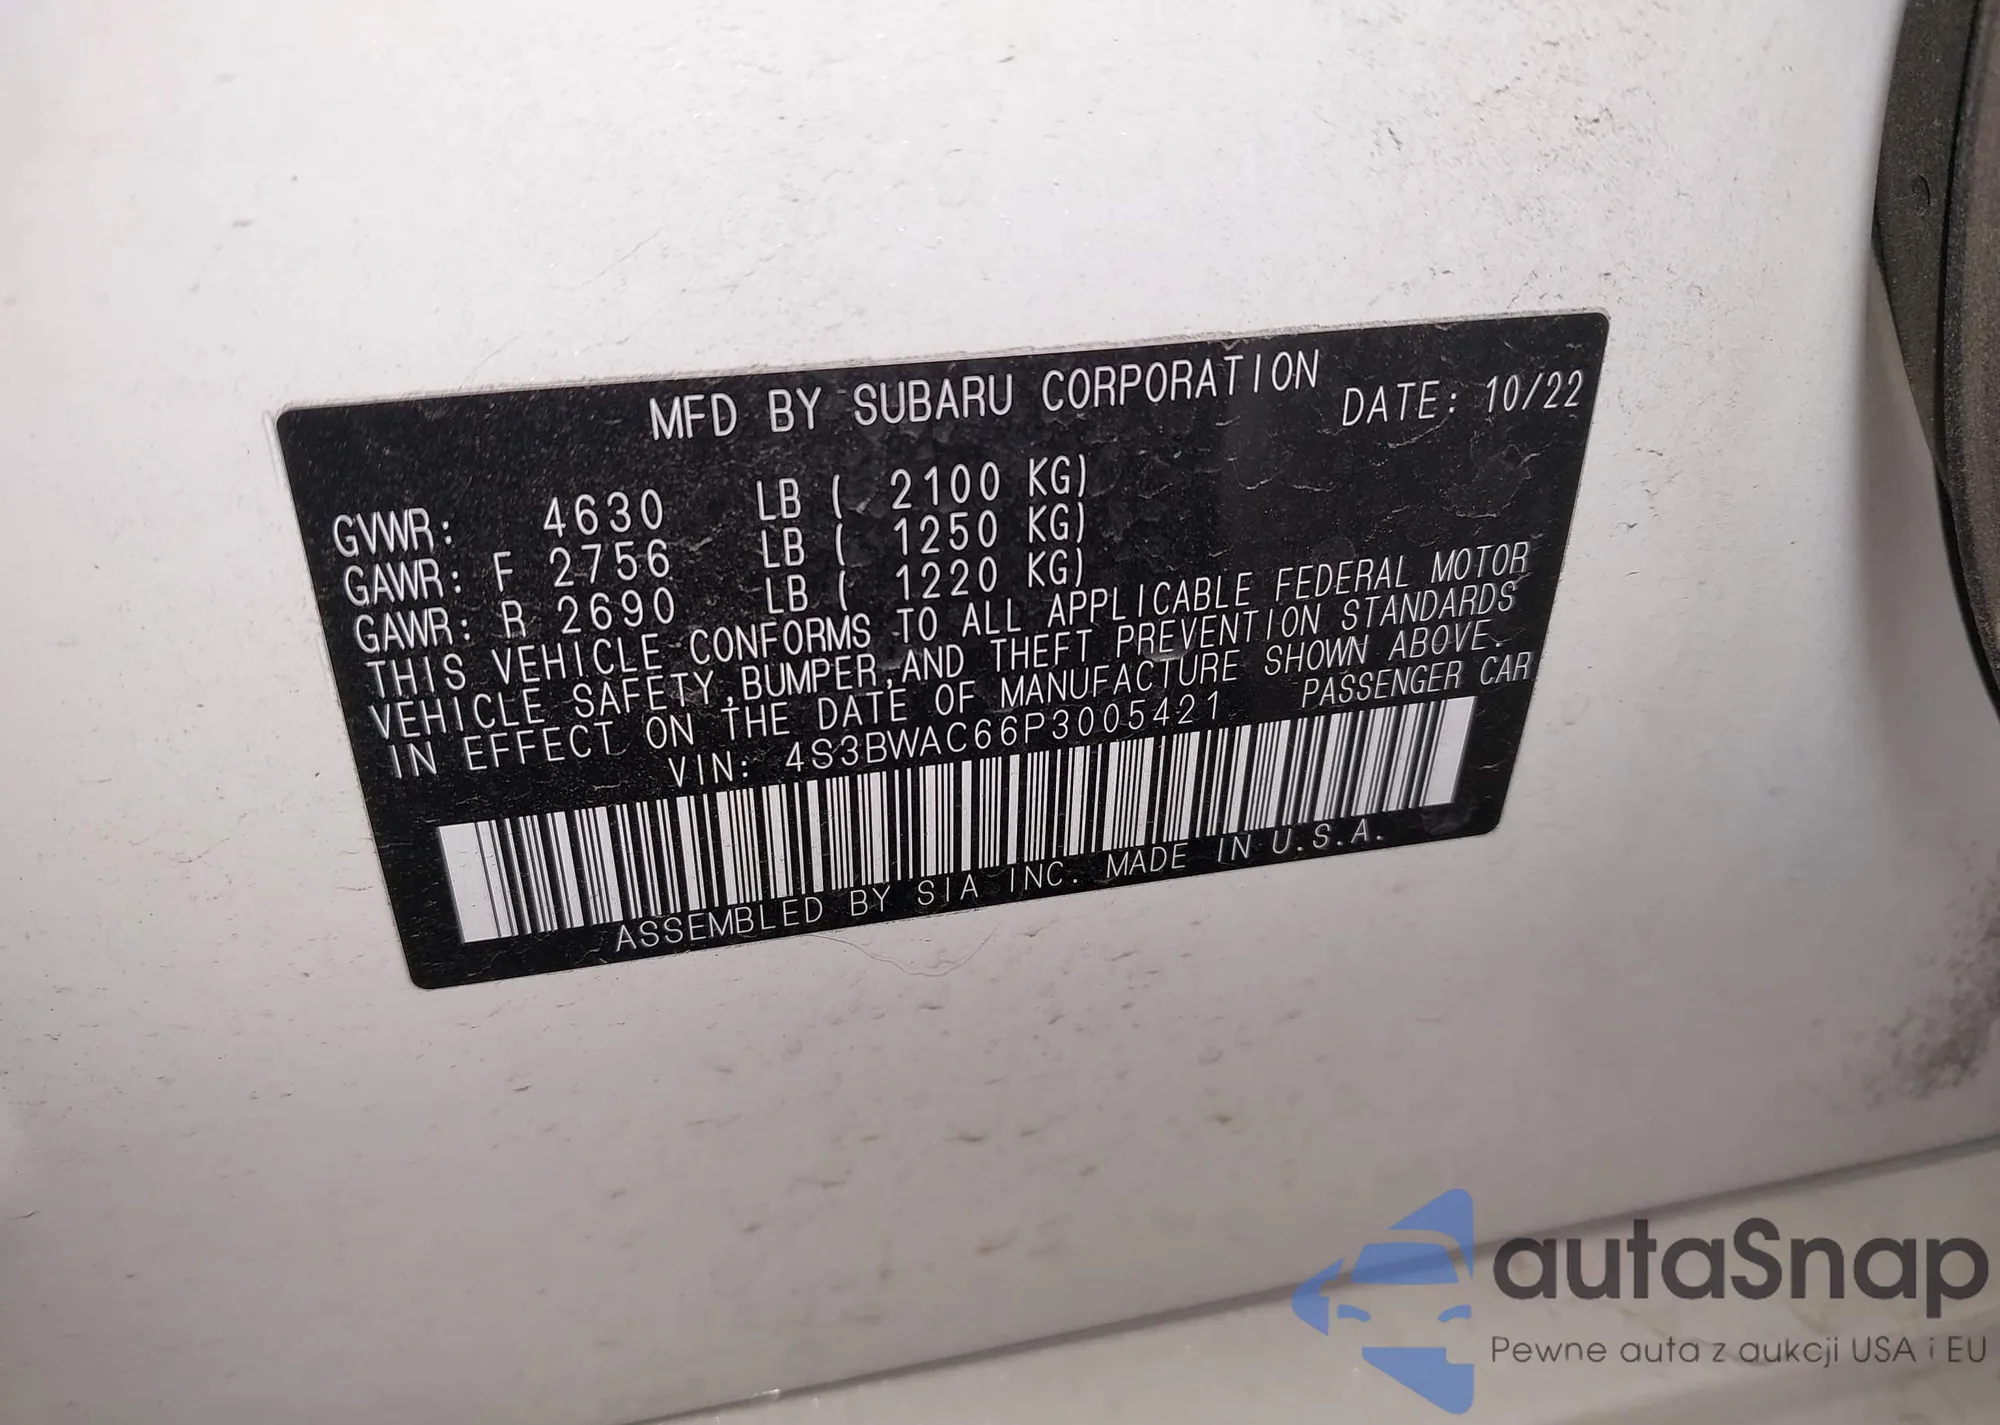 MFD BY SUBARU CORPORATION DATE: 10/22
GVWR: 4630 LB ( 2100 KG)
GAWR: F 2756 LB ( 1250 KG)
GAWR: R 2690 LB ( 1220 KG)
THIS VEHICLE CONFORMS TO ALL APPLICABLE FEDERAL MOTOR
VEHICLE SAFETY,BUMPER,AND THEFT PREVENTION STANDARDS
IN EFFECT ON THE DATE OF MANUFACTURE SHOWN ABOVE.
VIN: 4S3BWAC66P3005421 PASSENGER CAR
ASSEMBLED BY SIA INC. MADE IN U.S.A.
autaSnap
Pewne auta z aukcji USA i EU